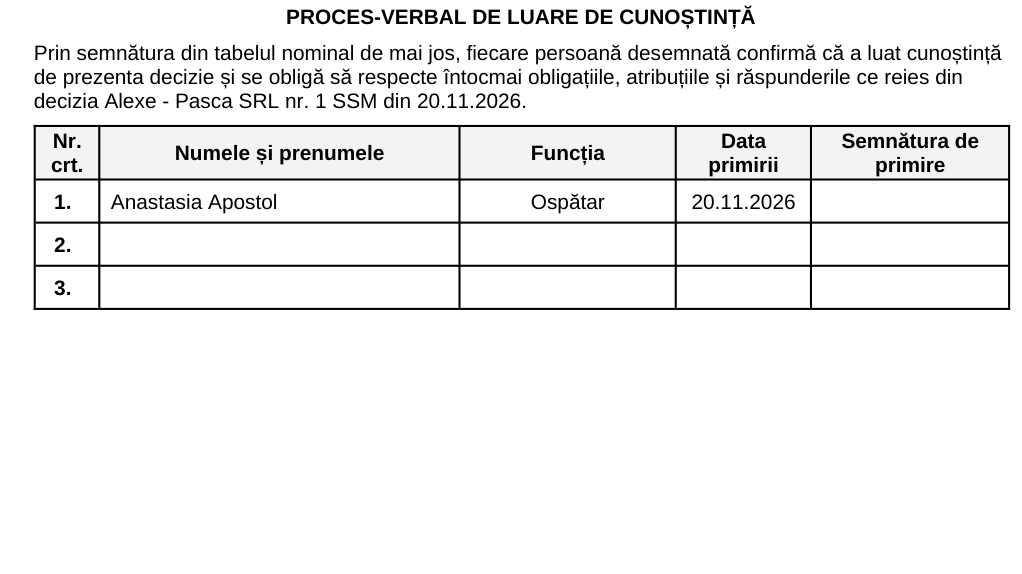 PROCES-VERBAL DE LUARE DE CUNOȘTINȚĂ
Prin semnătura din tabelul nominal de mai jos, fiecare persoană desemnată confirmă că a luat cunoștință
de prezenta decizie și se obligă să respecte întocmai obligațiile, atribuțiile și răspunderile ce reies din
decizia Alexe - Pasca SRL nr. 1 SSM din 20.11.2026.
Nr. crt. Numele și prenumele Funcția Data primirii Semnătura de primire
1. Anastasia Apostol Ospătar 20.11.2026
2.
3.